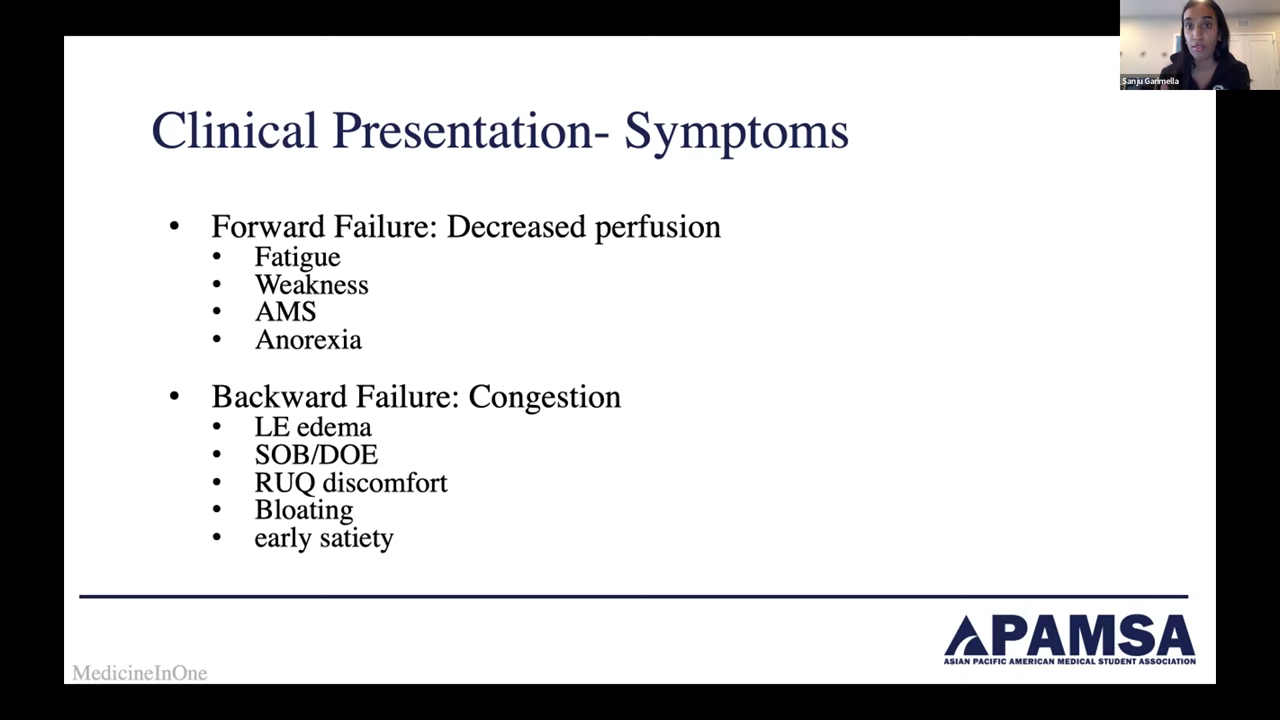 Sanju Garimella
Clinical Presentation- Symptoms
• Forward Failure: Decreased perfusion
• Fatigue
• Weakness
• AMS
• Anorexia
• Backward Failure: Congestion
• LE edema
• SOB/DOE
• RUQ discomfort
• Bloating
• early satiety
APAMSA
ASIAN PACIFIC AMERICAN MEDICAL STUDENT ASSOCIATION
MedicineInOne